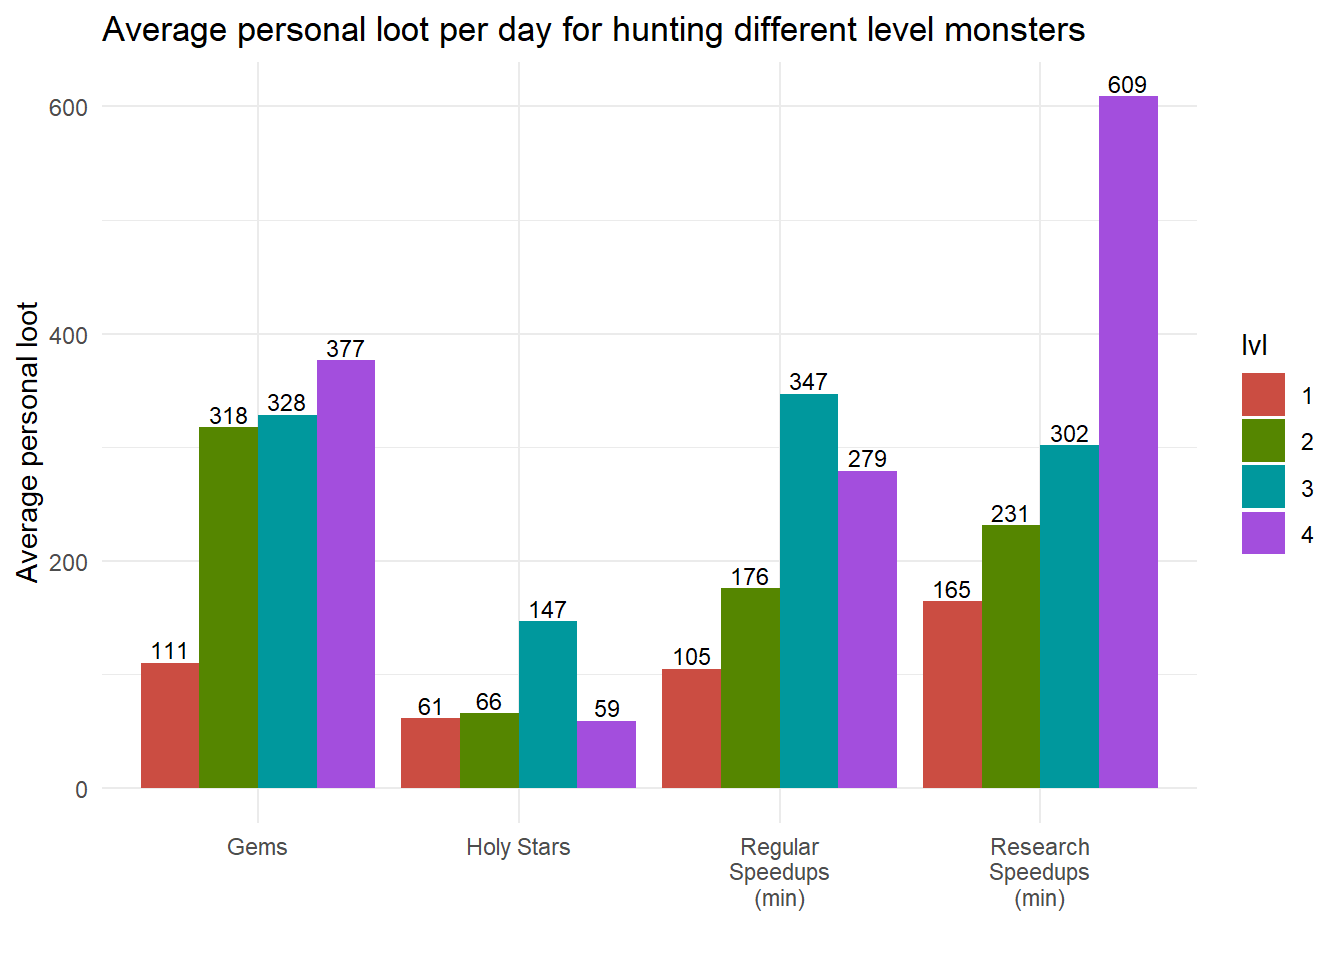 Average personal loot per day for hunting different level monsters
Average personal loot
600
400
200
0
111
318
328
377
61
66
147
59
105
176
347
279
165
231
302
609
Gems
Holy Stars
Regular
Speedups
(min)
Research
Speedups
(min)
lvl
1
2
3
4